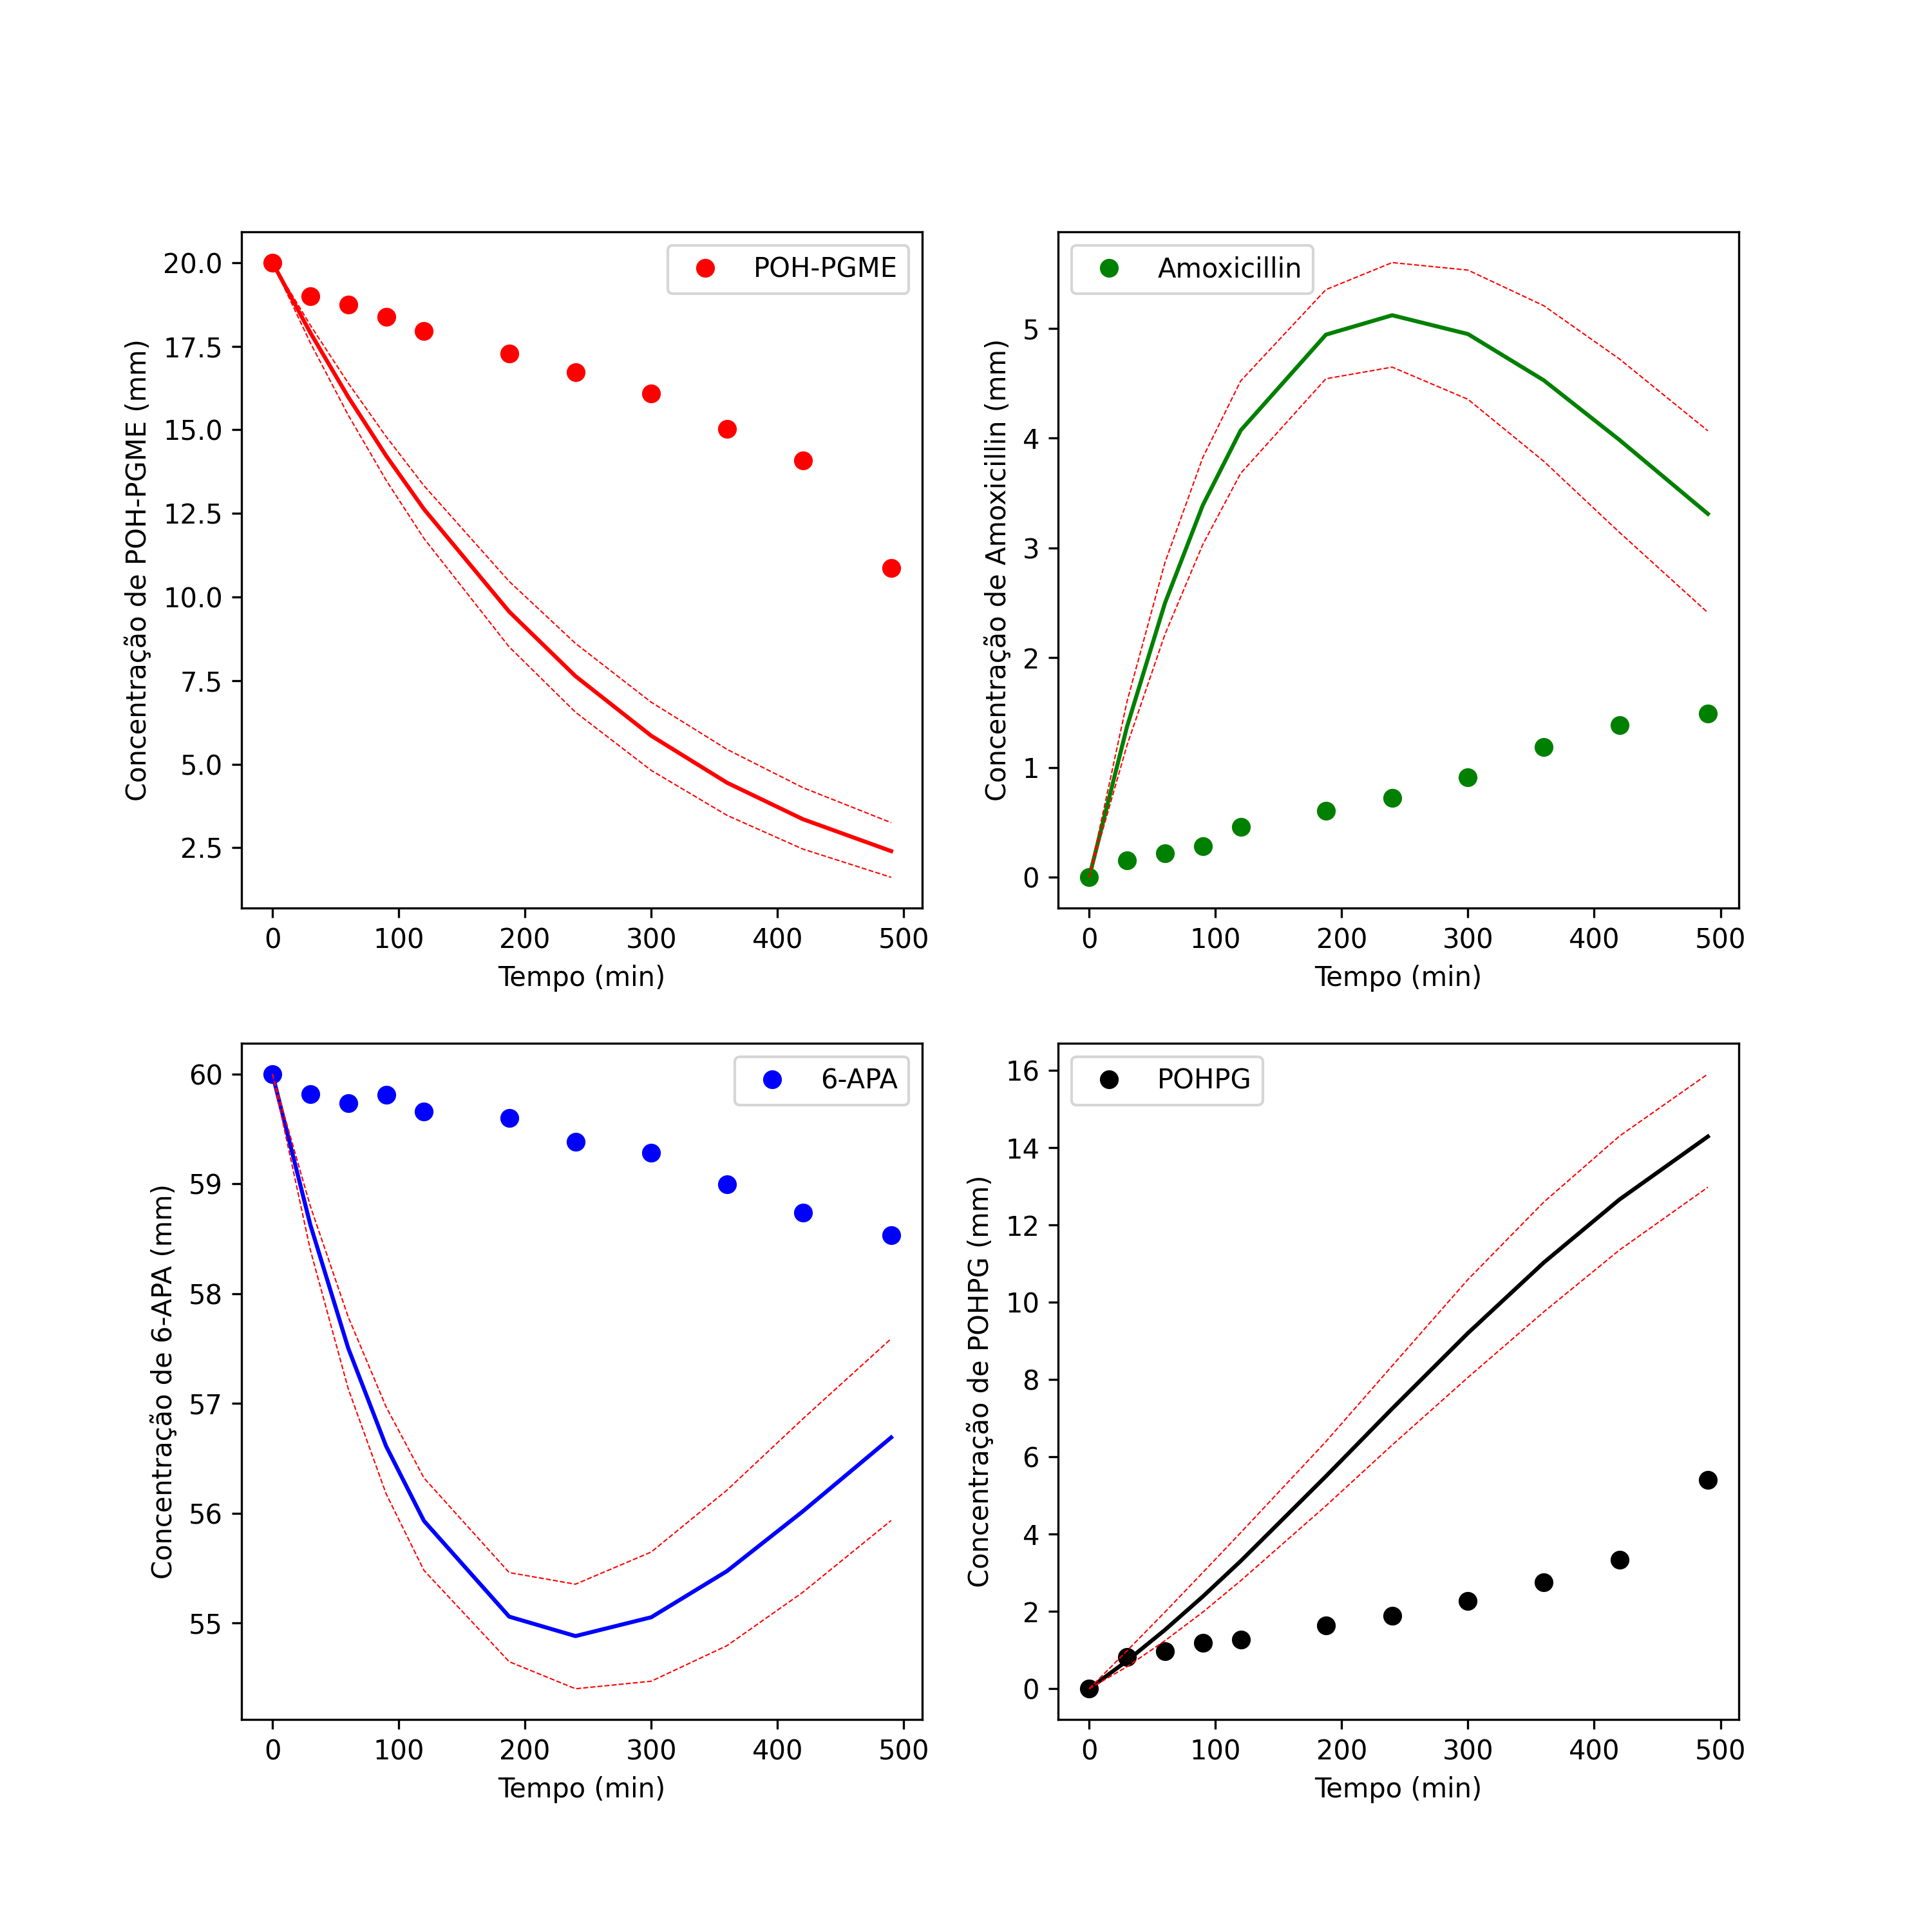 POH-PGME
20.0
17.5
15.0
12.5
10.0
7.5
5.0
2.5
Concentração de POH-PGME (mm)
0 100 200 300 400 500
Tempo (min)
Amoxicillin
5
4
3
2
1
0
Concentração de Amoxicillin (mm)
0 100 200 300 400 500
Tempo (min)
6-APA
60
59
58
57
56
55
Concentração de 6-APA (mm)
0 100 200 300 400 500
Tempo (min)
POHPG
16
14
12
10
8
6
4
2
0
Concentração de POHPG (mm)
0 100 200 300 400 500
Tempo (min)